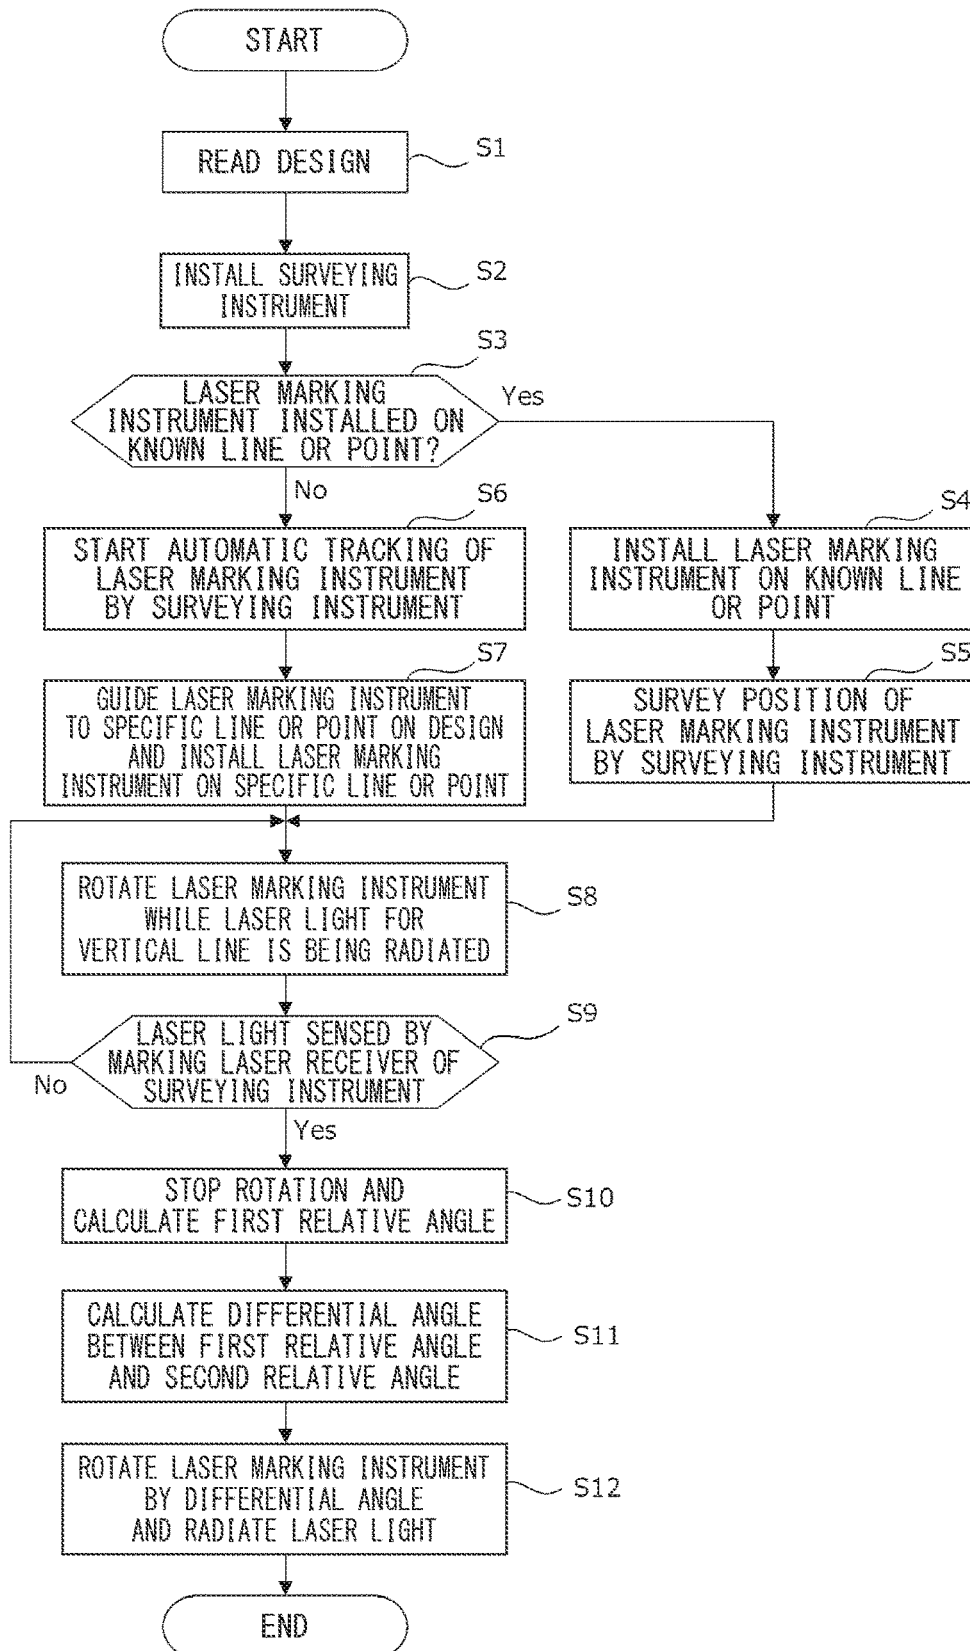 START
READ DESIGN
S1
INSTALL SURVEYING
INSTRUMENT
S2
S3
LASER MARKING
INSTRUMENT INSTALLED ON
KNOWN LINE OR POINT?
Yes
No
S6
START AUTOMATIC TRACKING OF
LASER MARKING INSTRUMENT
BY SURVEYING INSTRUMENT
S4
INSTALL LASER MARKING
INSTRUMENT ON KNOWN LINE
OR POINT
S7
GUIDE LASER MARKING INSTRUMENT
TO SPECIFIC LINE OR POINT ON DESIGN
AND INSTALL LASER MARKING
INSTRUMENT ON SPECIFIC LINE OR POINT
S5
SURVEY POSITION OF
LASER MARKING INSTRUMENT
BY SURVEYING INSTRUMENT
ROTATE LASER MARKING INSTRUMENT
WHILE LASER LIGHT FOR
VERTICAL LINE IS BEING RADIATED
S8
LASER LIGHT SENSED BY
MARKING LASER RECEIVER OF
SURVEYING INSTRUMENT
S9
No
Yes
STOP ROTATION AND
CALCULATE FIRST RELATIVE ANGLE
S10
CALCULATE DIFFERENTIAL ANGLE
BETWEEN FIRST RELATIVE ANGLE
AND SECOND RELATIVE ANGLE
S11
ROTATE LASER MARKING INSTRUMENT
BY DIFFERENTIAL ANGLE
AND RADIATE LASER LIGHT
S12
END